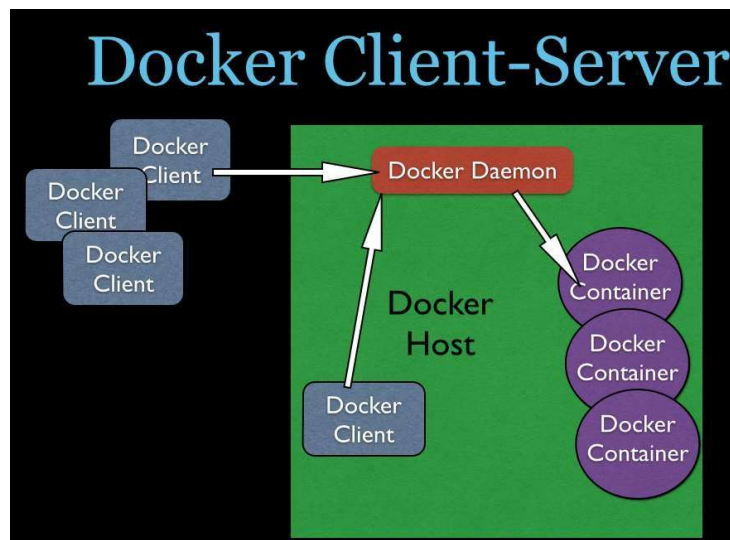 Docker Client-Server
Docker
Client
Docker
Client
Docker
Client
Docker Daemon
Docker
Host
Docker
Client
Docker
Container
Docker
Container
Docker
Container